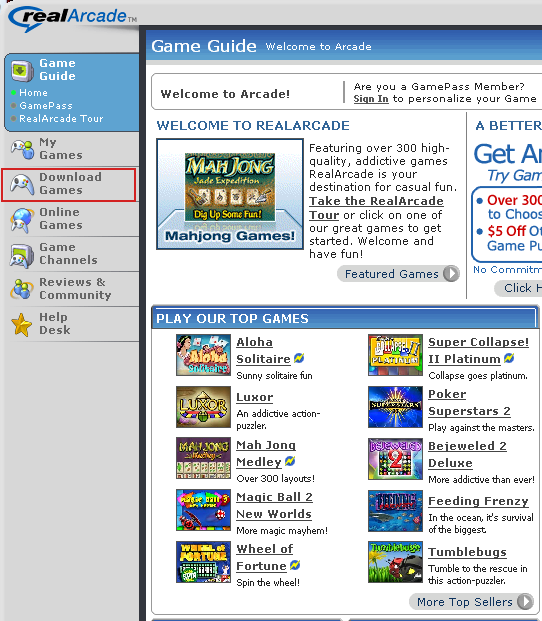 realArcade™
Game Guide Welcome to Arcade
Game
Guide
Home
GamePass
RealArcade Tour
My
Games
Download
Games
Online
Games
Game
Channels
Reviews &
Community
Help
Desk
Welcome to Arcade!
Are you a GamePass Member?
Sign In to personalize your Game
WELCOME TO REALARCADE
MAH JONG
Jade Expedition
Dig Up Some Fun!
Mahjong Games!
Featuring over 300 high-
quality, addictive games
RealArcade is your
destination for casual fun.
Take the RealArcade
Tour or click on one of
our great games to get
started. Welcome and
have fun!
Featured Games
A BETTER
Get Ar
Try Gam
• Over 300
to Choos
• $5 Off Ot
Game Pu
No Commitm
Click H
PLAY OUR TOP GAMES
Aloha
Solitaire
Sunny solitaire fun
Luxor
An addictive action-
puzzler.
Mah Jong
Medley
Over 300 layouts!
Magic Ball 2
New Worlds
More magic mayhem!
Wheel of
Fortune
Spin the wheel!
Super Collapse!
II Platinum
Collapse goes platinum.
Poker
Superstars 2
Play against the masters.
Bejeweled 2
Deluxe
More addictive than ever!
Feeding Frenzy
In the ocean, it's survival
of the biggest.
Tumblebugs
Tumble to the rescue in
this action-puzzler.
More Top Sellers